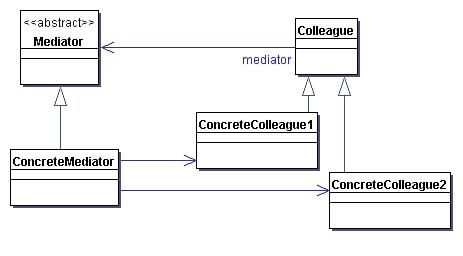 <<abstract>>
Mediator
Colleague
mediator
ConcreteColleague1
ConcreteMediator
ConcreteColleague2